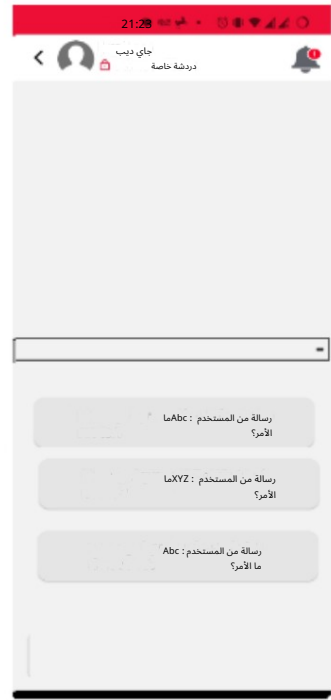 21:23
جاي ديب
دردشة خاصة
رسالة من المستخدم : Abcما
الأمر؟
رسالة من المستخدم : XYZما
الأمر؟
رسالة من المستخدم : Abc
ما الأمر؟